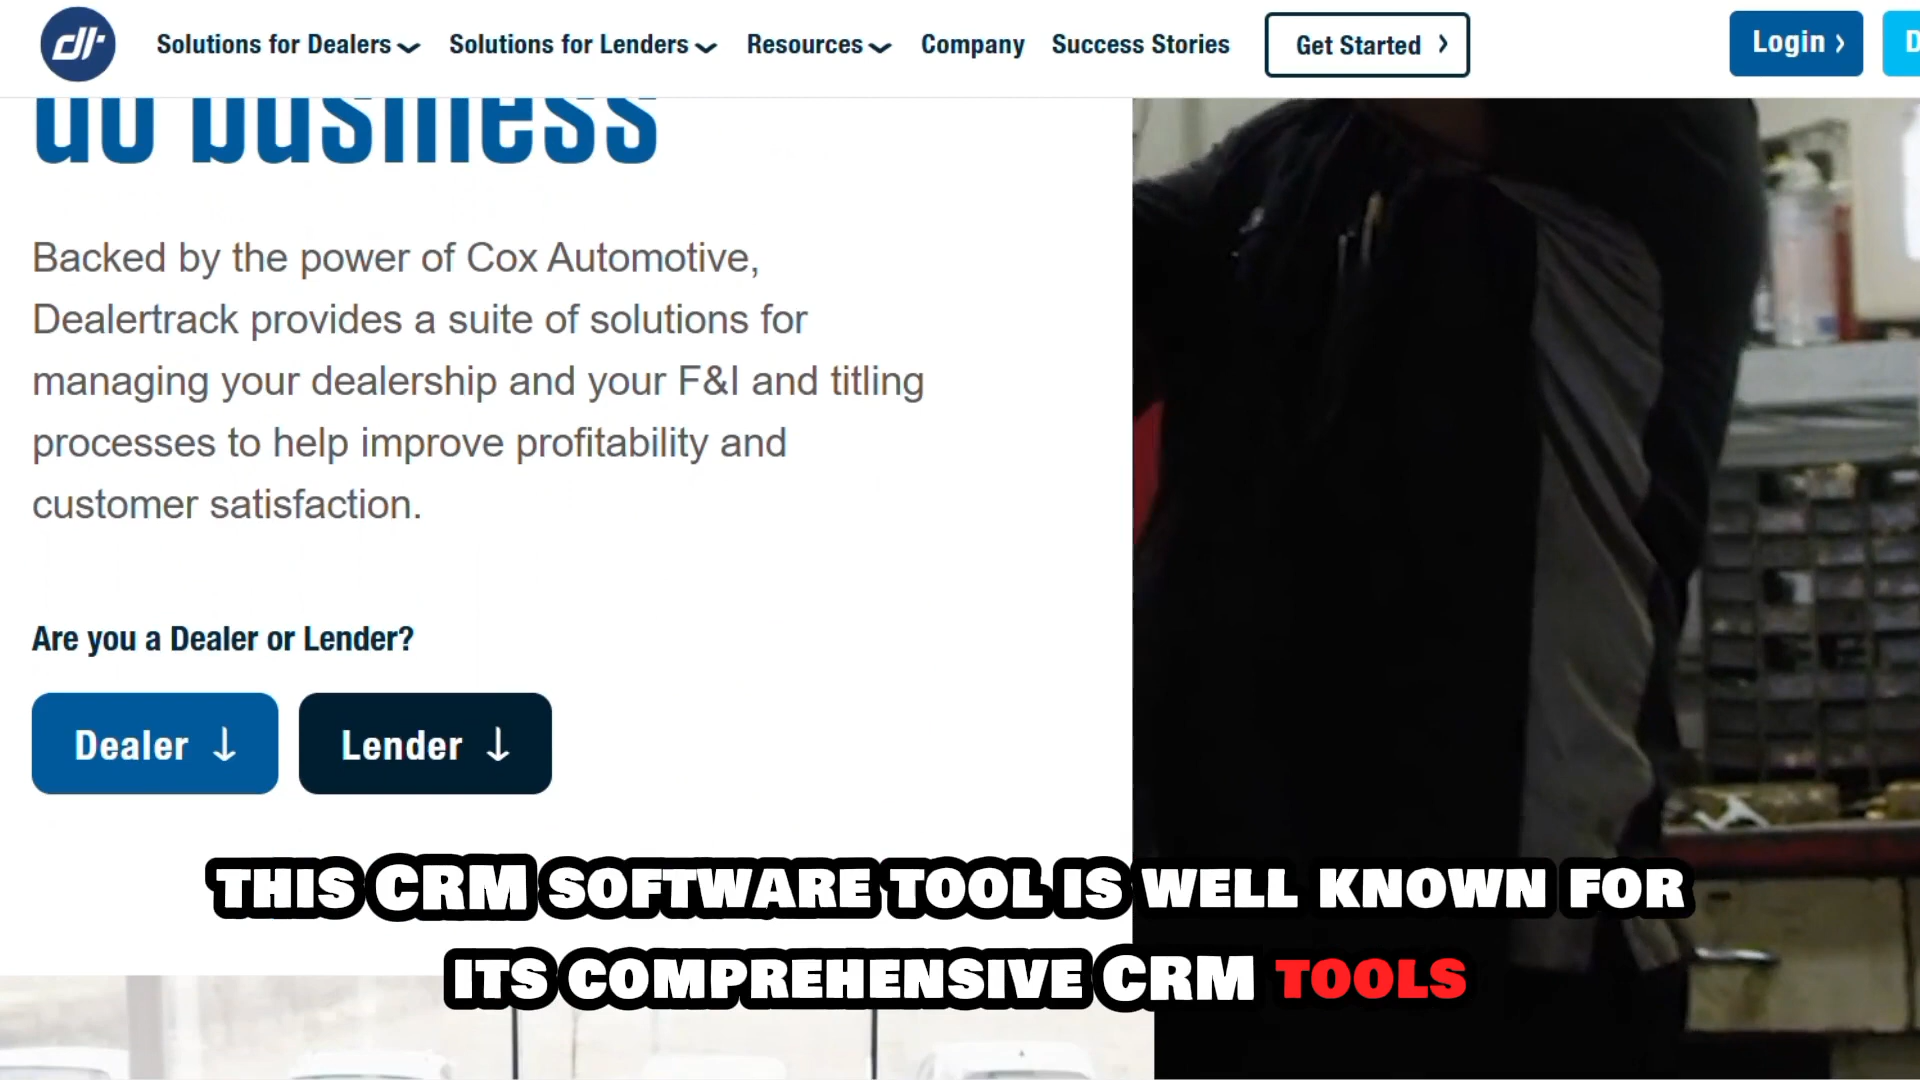 dt
Solutions for Dealers
Solutions for Lenders
Resources
Company
Success Stories
Get Started
Login
do business
Backed by the power of Cox Automotive,
Dealertrack provides a suite of solutions for
managing your dealership and your F&I and titling
processes to help improve profitability and
customer satisfaction.
Are you a Dealer or Lender?
Dealer ↓
Lender ↓
THIS CRM SOFTWARE TOOL IS WELL KNOWN FOR
ITS COMPREHENSIVE CRM TOOLS